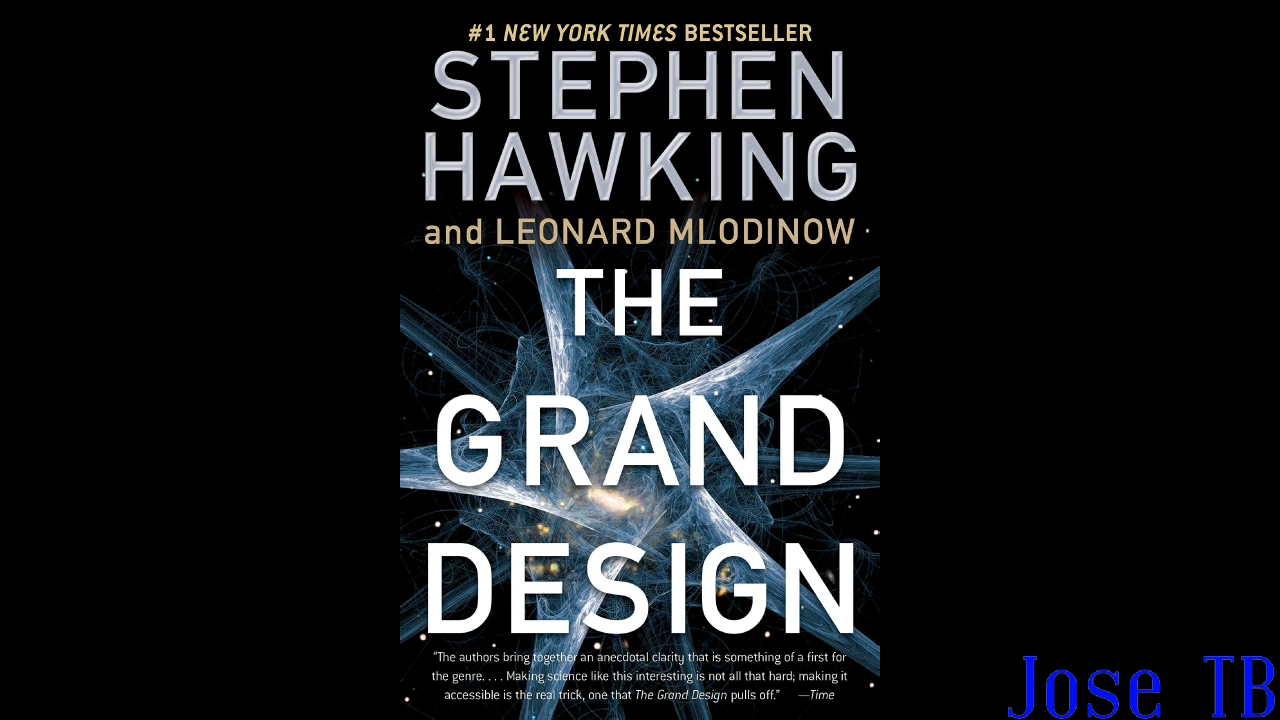 #1 NEW YORK TIMES BESTSELLER
STEPHEN
HAWKING
and LEONARD MLODINOW
THE
GRAND
DESIGN
“The authors bring together an anecdotal clarity that is something of a first for
the genre. . . . Making science like this interesting is not all that hard; making it
accessible is the real trick, one that The Grand Design pulls off.” —Time
Jose TB